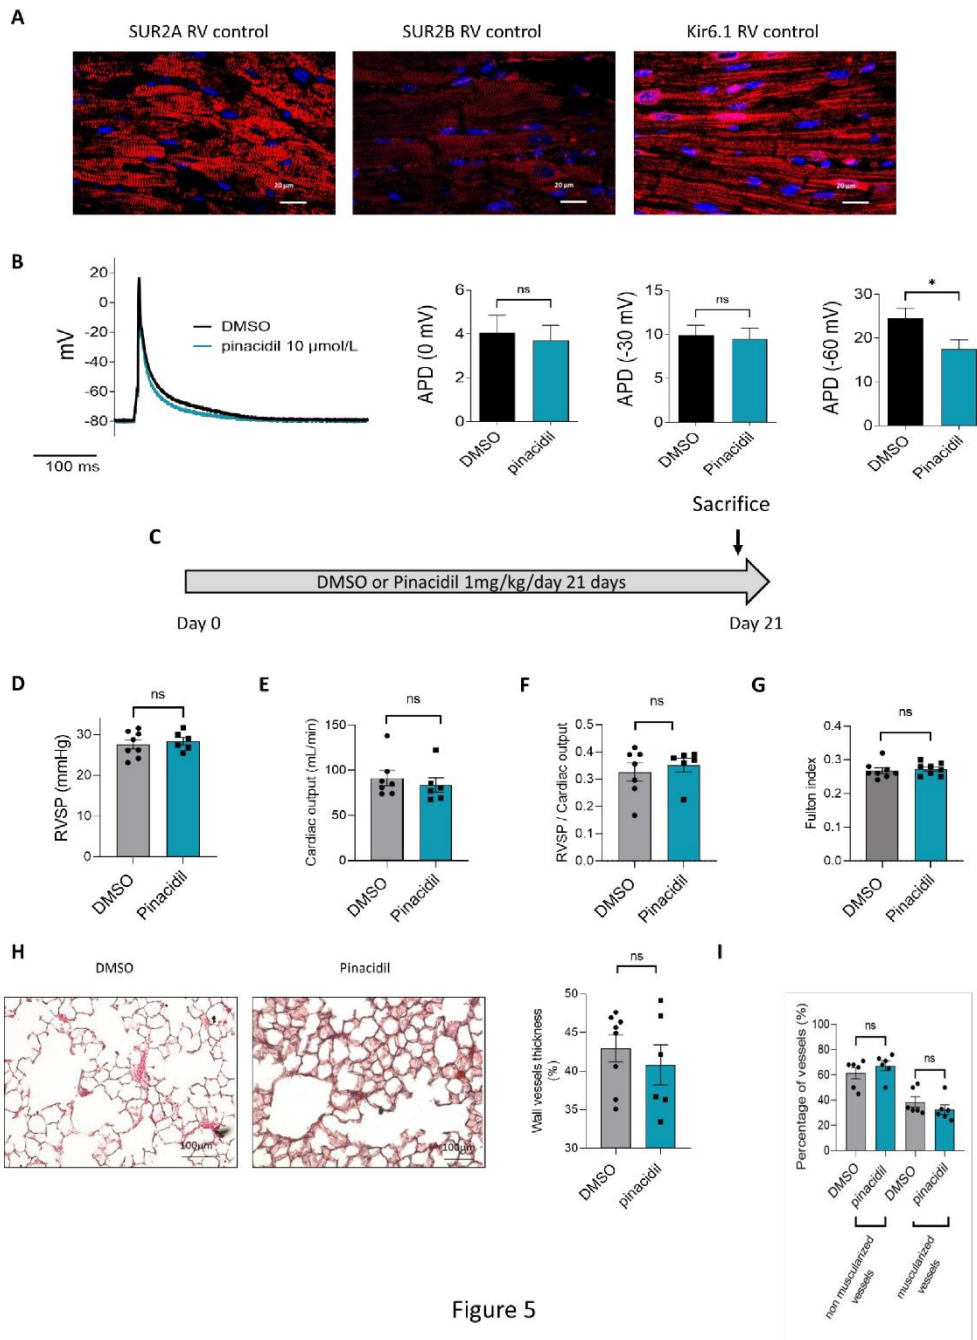 A
SUR2A RV control
SUR2B RV control
Kir6.1 RV control
20 µm
20 µm
20 µm
B
mV
20
0
-20
-40
-60
-80
DMSO
pinacidil 10 µmol/L
100 ms
APD (0 mV)
6
4
2
0
ns
DMSO
pinacidil
APD (-30 mV)
15
10
5
0
ns
DMSO
Pinacidil
APD (-60 mV)
30
20
10
0
*
DMSO
Pinacidil
Sacrifice
C
DMSO or Pinacidil 1mg/kg/day 21 days
Day 0
Day 21
D
RVSP (mmHg)
30
20
10
0
ns
DMSO
Pinacidil
E
Cardiac output (mL/min)
150
100
50
0
ns
DMSO
Pinacidil
F
RVSP / Cardiac output
0.5
0.4
0.3
0.2
0.1
0.0
ns
DMSO
Pinacidil
G
Fulton index
0.4
0.3
0.2
0.1
0.0
ns
DMSO
Pinacidil
H
DMSO
Pinacidil
100µm
100µm
Wall vessels thickness
(%)
50
45
40
35
30
ns
DMSO
pinacidil
I
Percentage of vessels (%)
100
80
60
40
20
0
ns
ns
DMSO
pinacidil
DMSO
pinacidil
non muscularized
vessels
muscularized
vessels
Figure 5